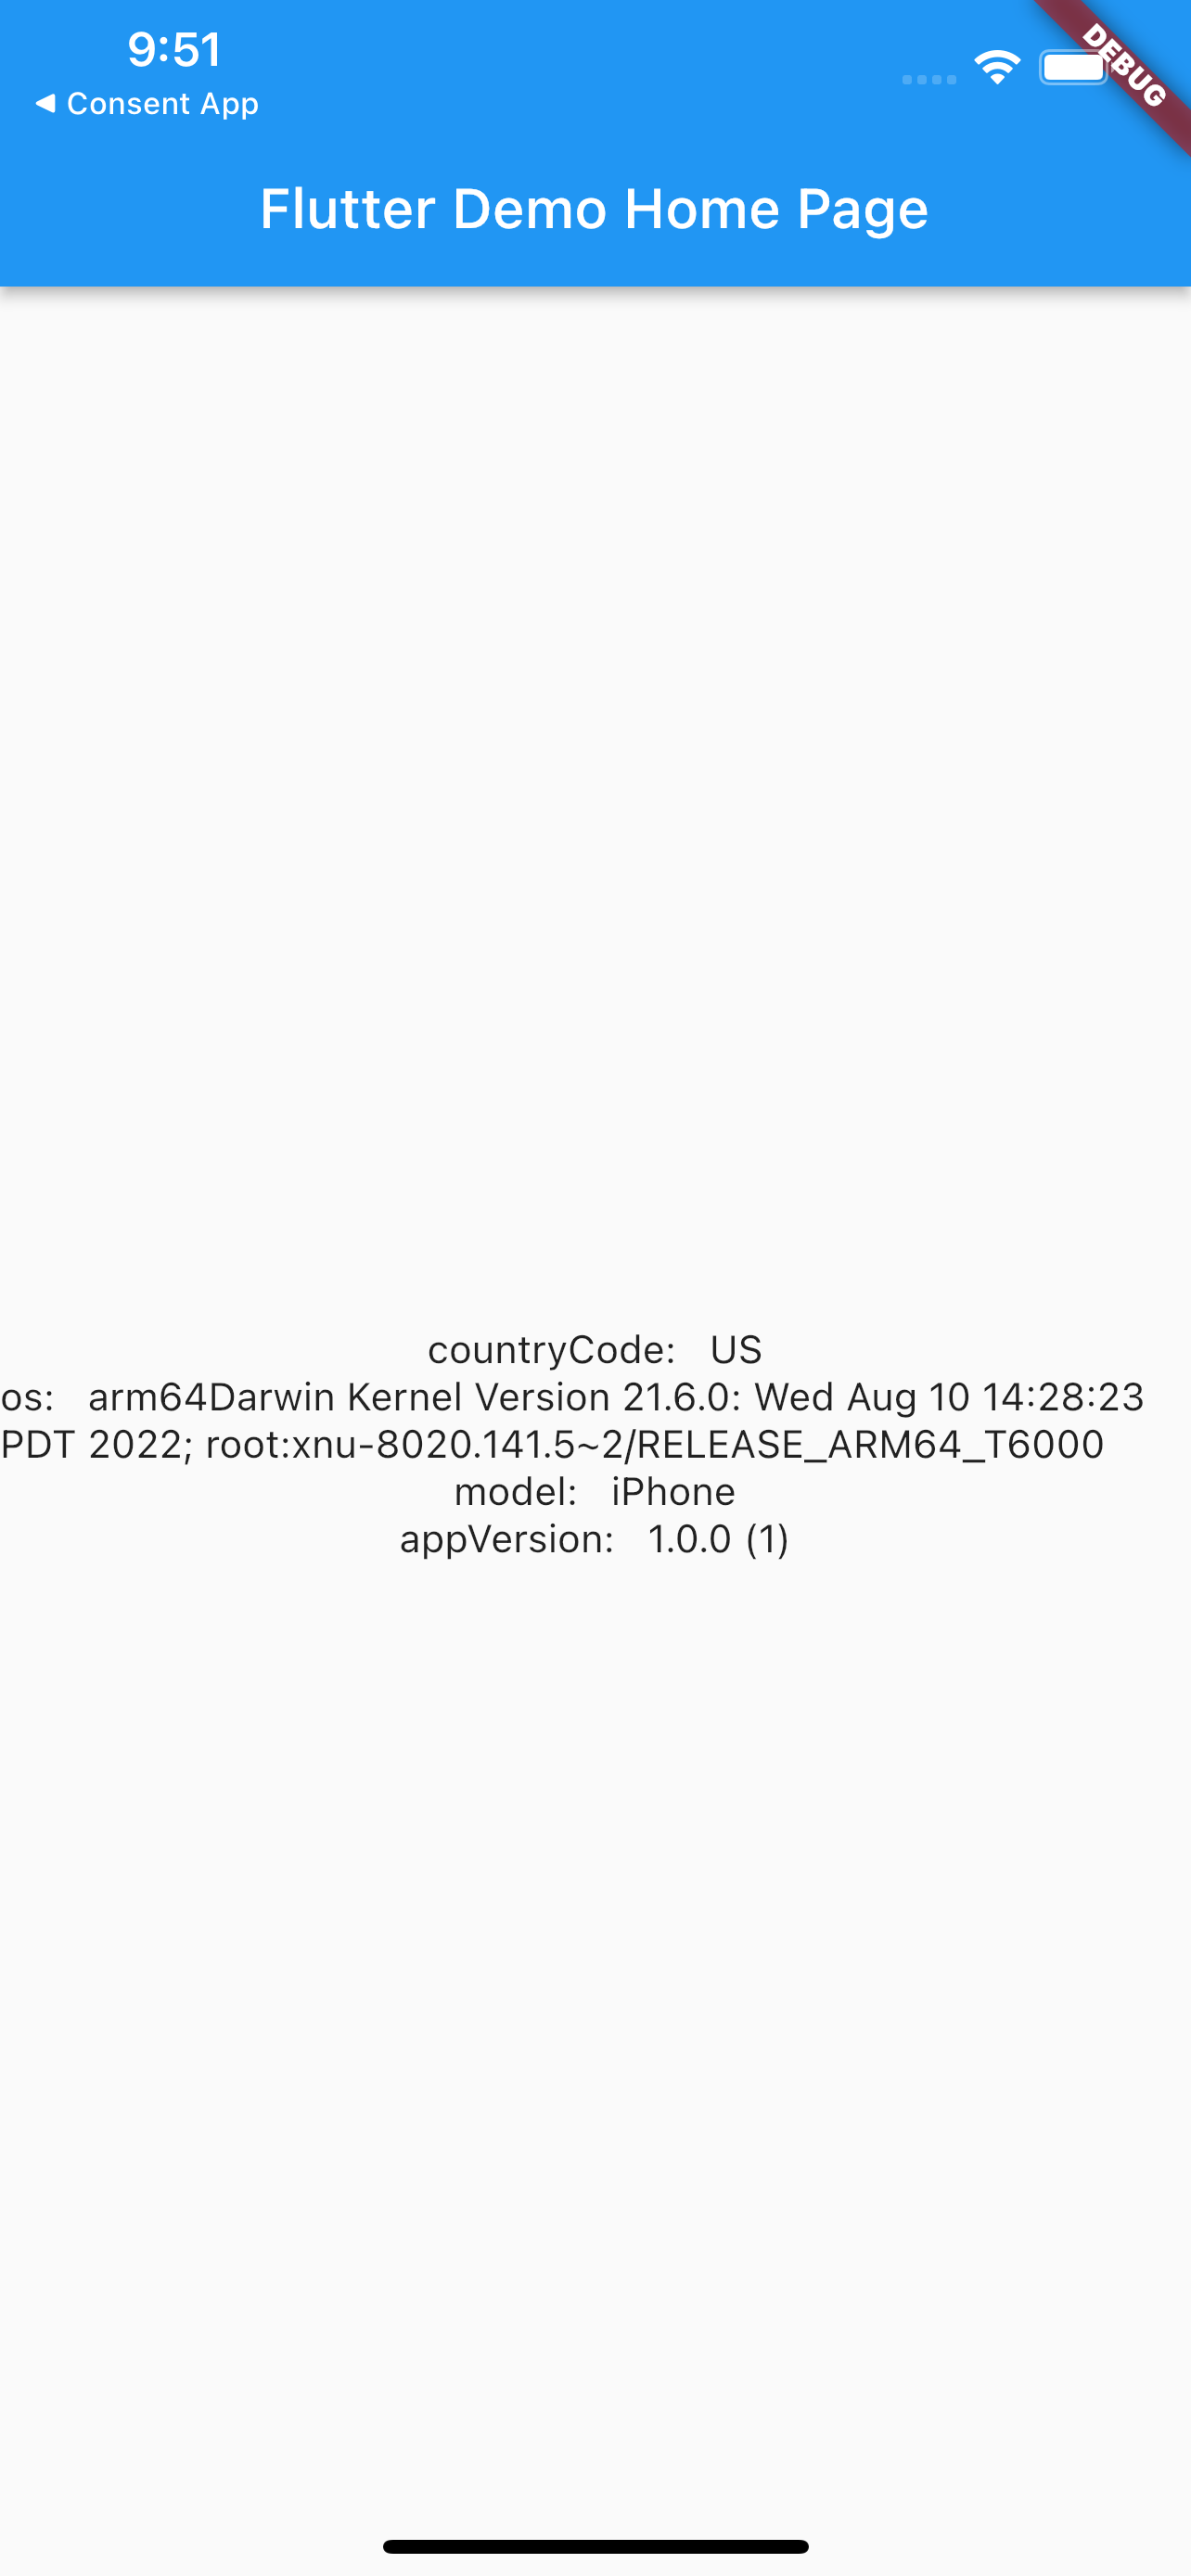 9:51
◀ Consent App
DEBUG
Flutter Demo Home Page
countryCode: US
os: arm64Darwin Kernel Version 21.6.0: Wed Aug 10 14:28:23
PDT 2022; root:xnu-8020.141.5~2/RELEASE_ARM64_T6000
model: iPhone
appVersion: 1.0.0 (1)